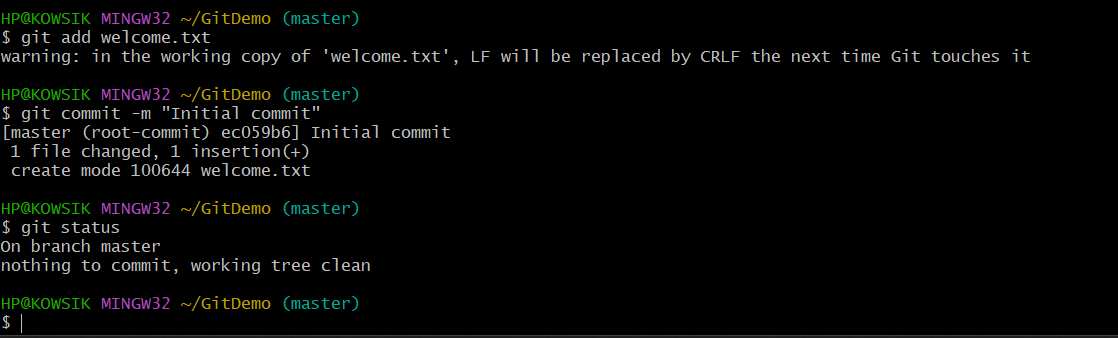 HP@KOWSIK MINGW32 ~/GitDemo (master)
$ git add welcome.txt
warning: in the working copy of 'welcome.txt', LF will be replaced by CRLF the next time Git touches it
HP@KOWSIK MINGW32 ~/GitDemo (master)
$ git commit -m "Initial commit"
[master (root-commit) ec059b6] Initial commit
 1 file changed, 1 insertion(+)
 create mode 100644 welcome.txt
HP@KOWSIK MINGW32 ~/GitDemo (master)
$ git status
On branch master
nothing to commit, working tree clean
HP@KOWSIK MINGW32 ~/GitDemo (master)
$